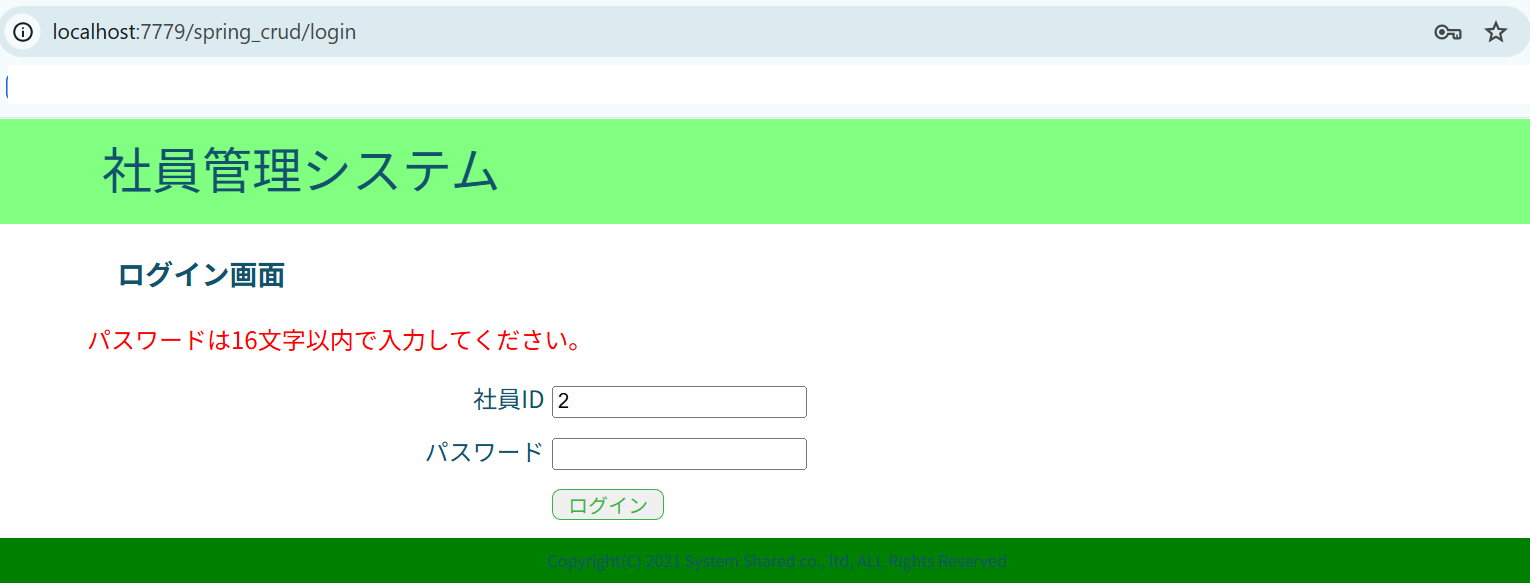 localhost:7779/spring_crud/login
社員管理システム
ログイン画面
パスワードは16文字以内で入力してください。
社員ID 2
パスワード
ログイン
Copyright(C) 2021 System Shared co., ltd, ALL Rights Reserved